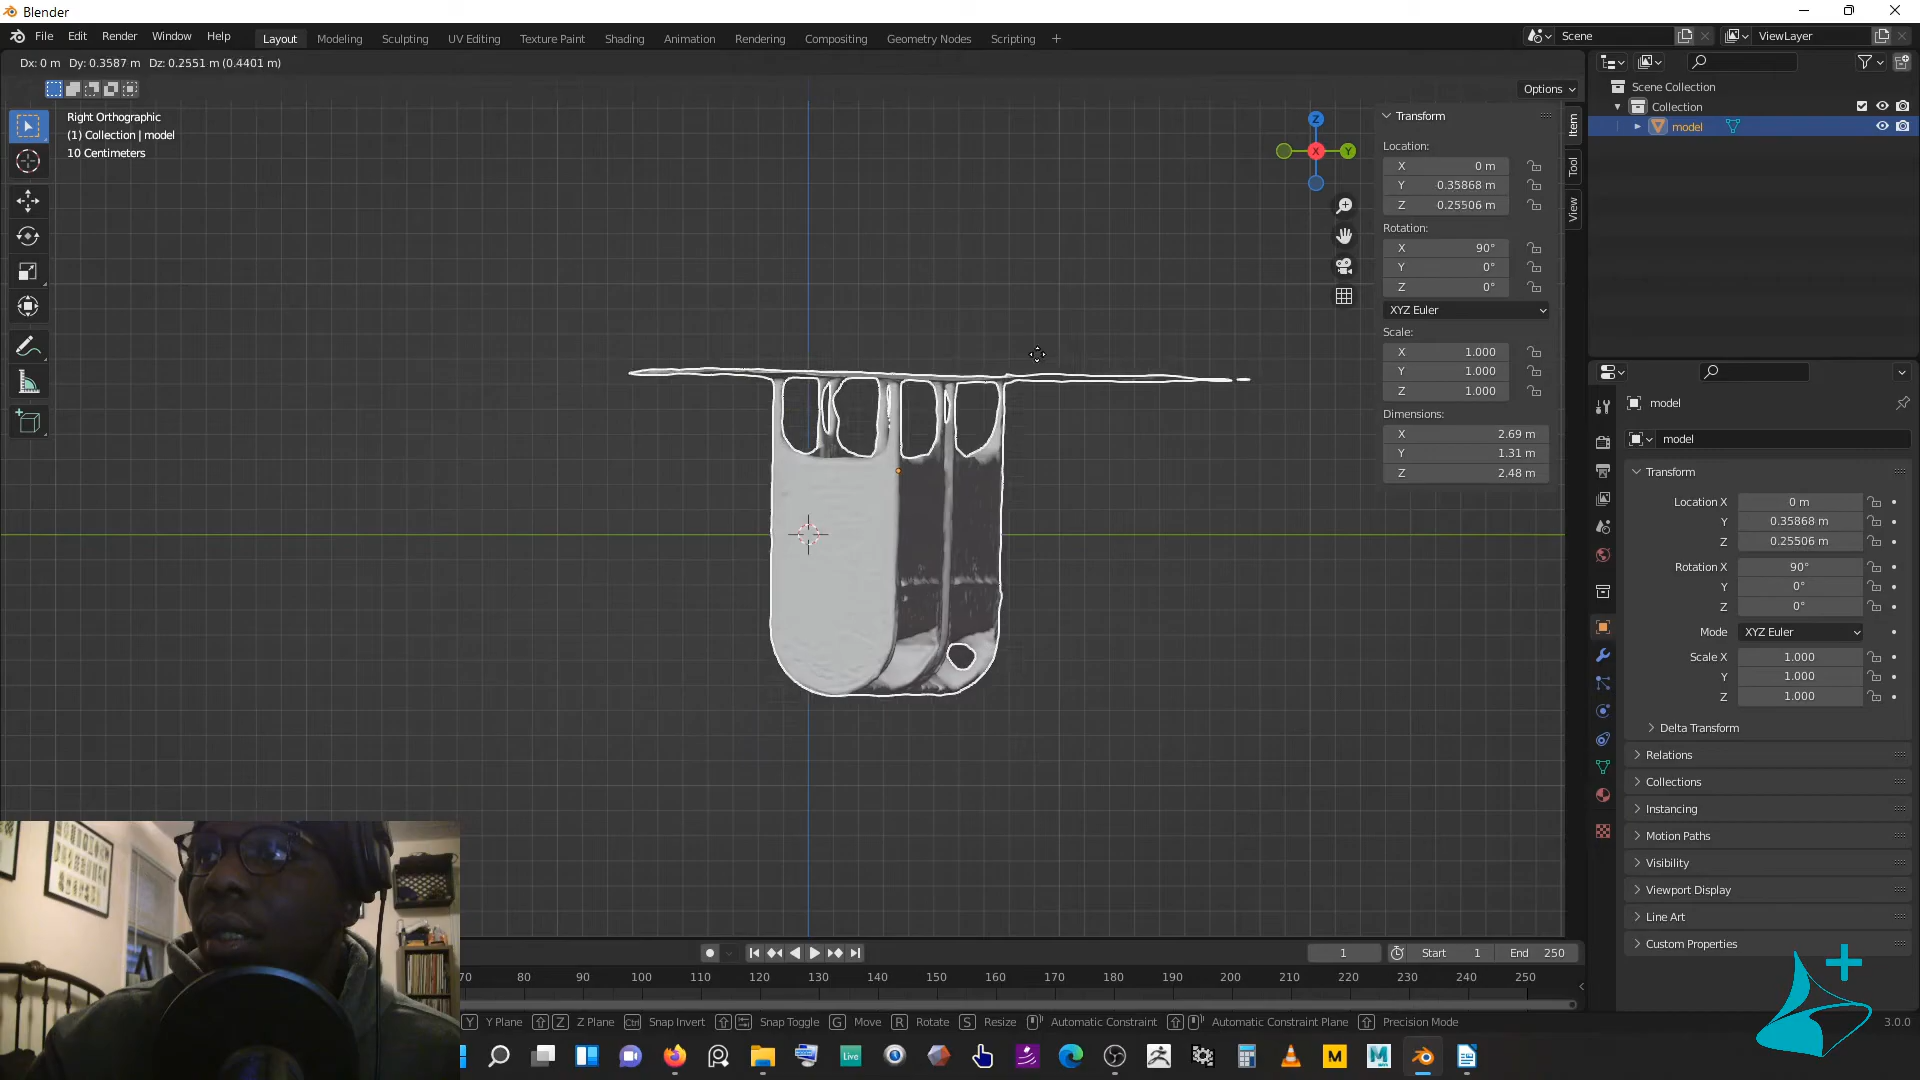 Blender
File Edit Render Window Help
Layout Modeling Sculpting UV Editing Texture Paint Shading Animation Rendering Compositing Geometry Nodes Scripting +
Scene
ViewLayer
Dx: 0 m Dy: 0.3587 m Dz: 0.2551 m (0.4401 m)
Options
Right Orthographic
(1) Collection | model
10 Centimeters
Z
X
Y
Transform
Location:
X 0 m
Y 0.35868 m
Z 0.25506 m
Rotation:
X 90°
Y 0°
Z 0°
XYZ Euler
Scale:
X 1.000
Y 1.000
Z 1.000
Dimensions:
X 2.69 m
Y 1.31 m
Z 2.48 m
Item
Tool
View
Scene Collection
Collection
model
model
model
Transform
Location X 0 m
Y 0.35868 m
Z 0.25506 m
Rotation X 90°
Y 0°
Z 0°
Mode XYZ Euler
Scale X 1.000
Y 1.000
Z 1.000
Delta Transform
Relations
Collections
Instancing
Motion Paths
Visibility
Viewport Display
Line Art
Custom Properties
1 Start 1 End 250
70 80 90 100 110 120 130 140 150 160 170 180 190 200 210 220 230 240 250
Y Y Plane Z Z Plane Ctrl Snap Invert Snap Toggle G Move R Rotate S Resize Automatic Constraint Automatic Constraint Plane Precision Mode
3.0.0
Live
M
M